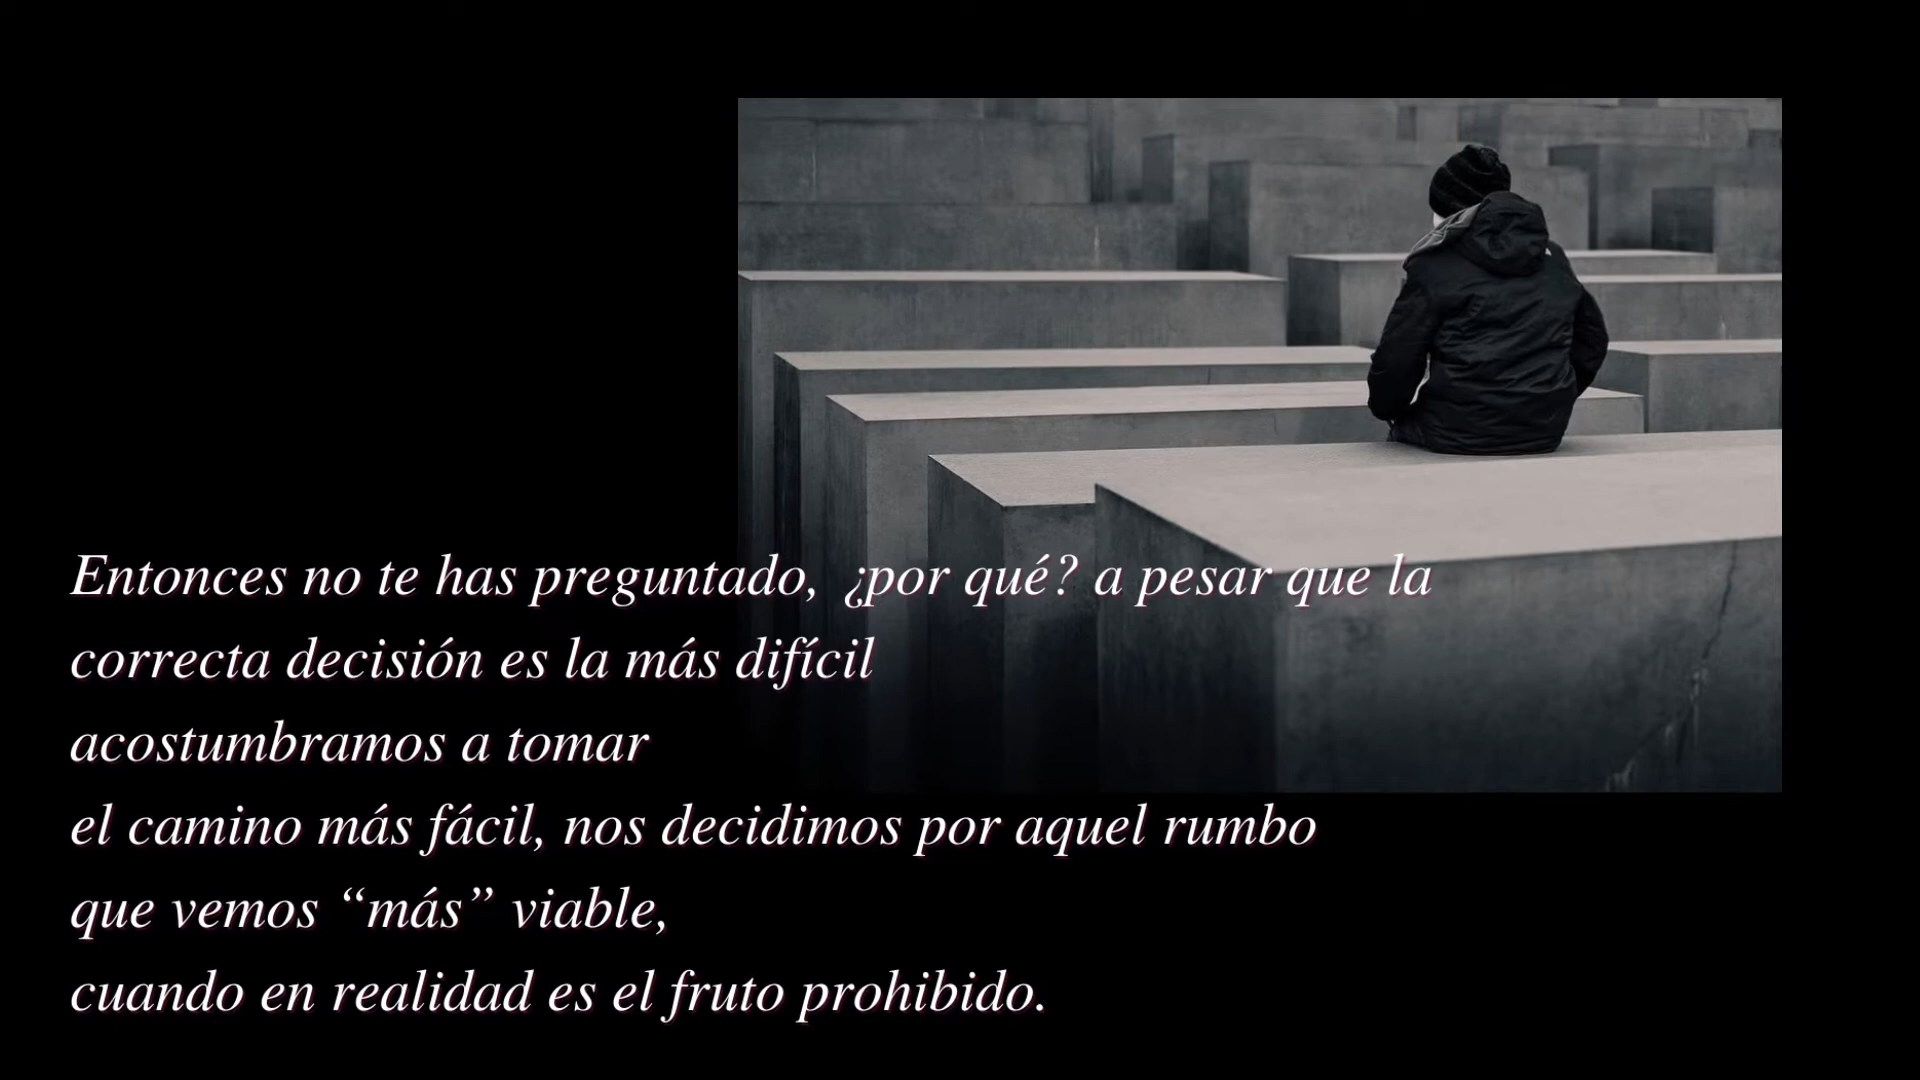 Entonces no te has preguntado, ¿por qué? a pesar que la
correcta decisión es la más difícil
acostumbramos a tomar
el camino más fácil, nos decidimos por aquel rumbo
que vemos “más” viable,
cuando en realidad es el fruto prohibido.